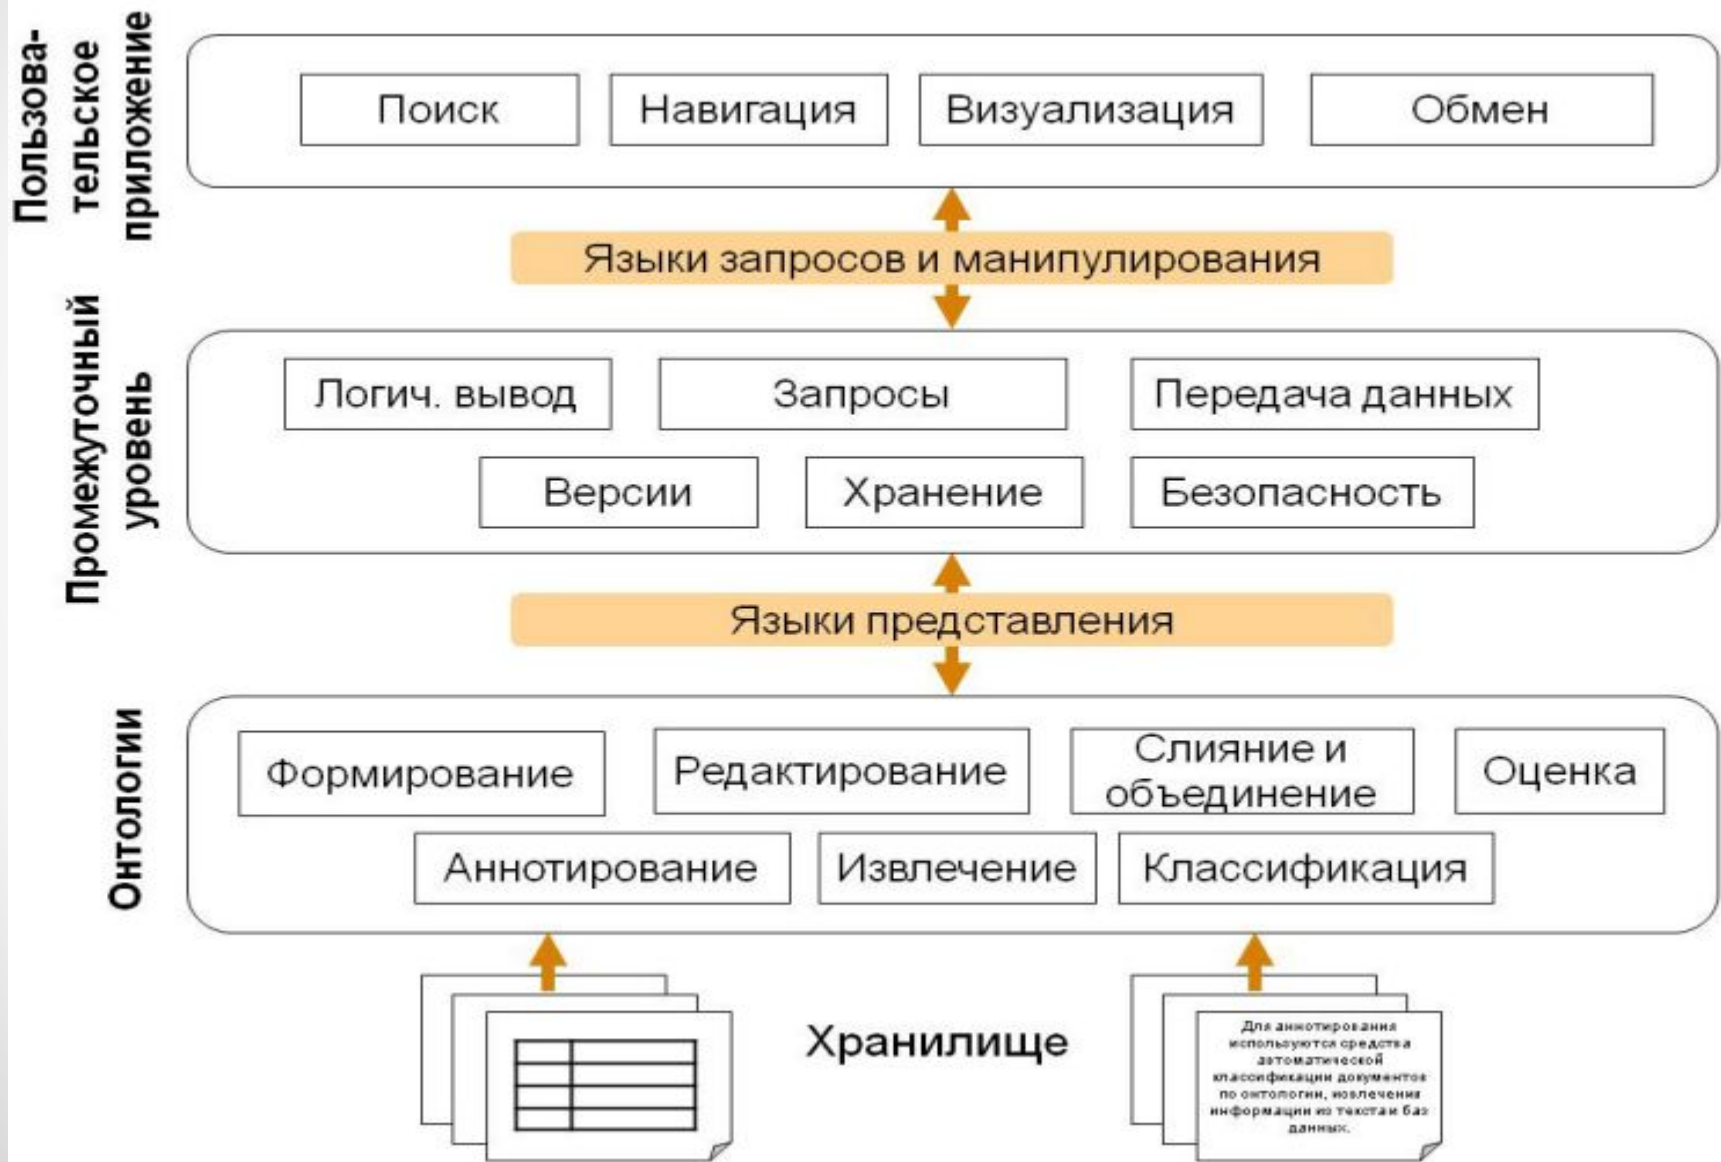 Пользова-
тельское
приложение
Поиск
Навигация
Визуализация
Обмен
Языки запросов и манипулирования
Промежуточный
уровень
Логич. вывод
Запросы
Передача данных
Версии
Хранение
Безопасность
Языки представления
Онтологии
Формирование
Редактирование
Слияние и
объединение
Оценка
Аннотирование
Извлечение
Классификация
Хранилище
Для аннотирования
используются средства
автоматической
классификации документов
по онтологии, извлечения
информации из текста и баз
данных.